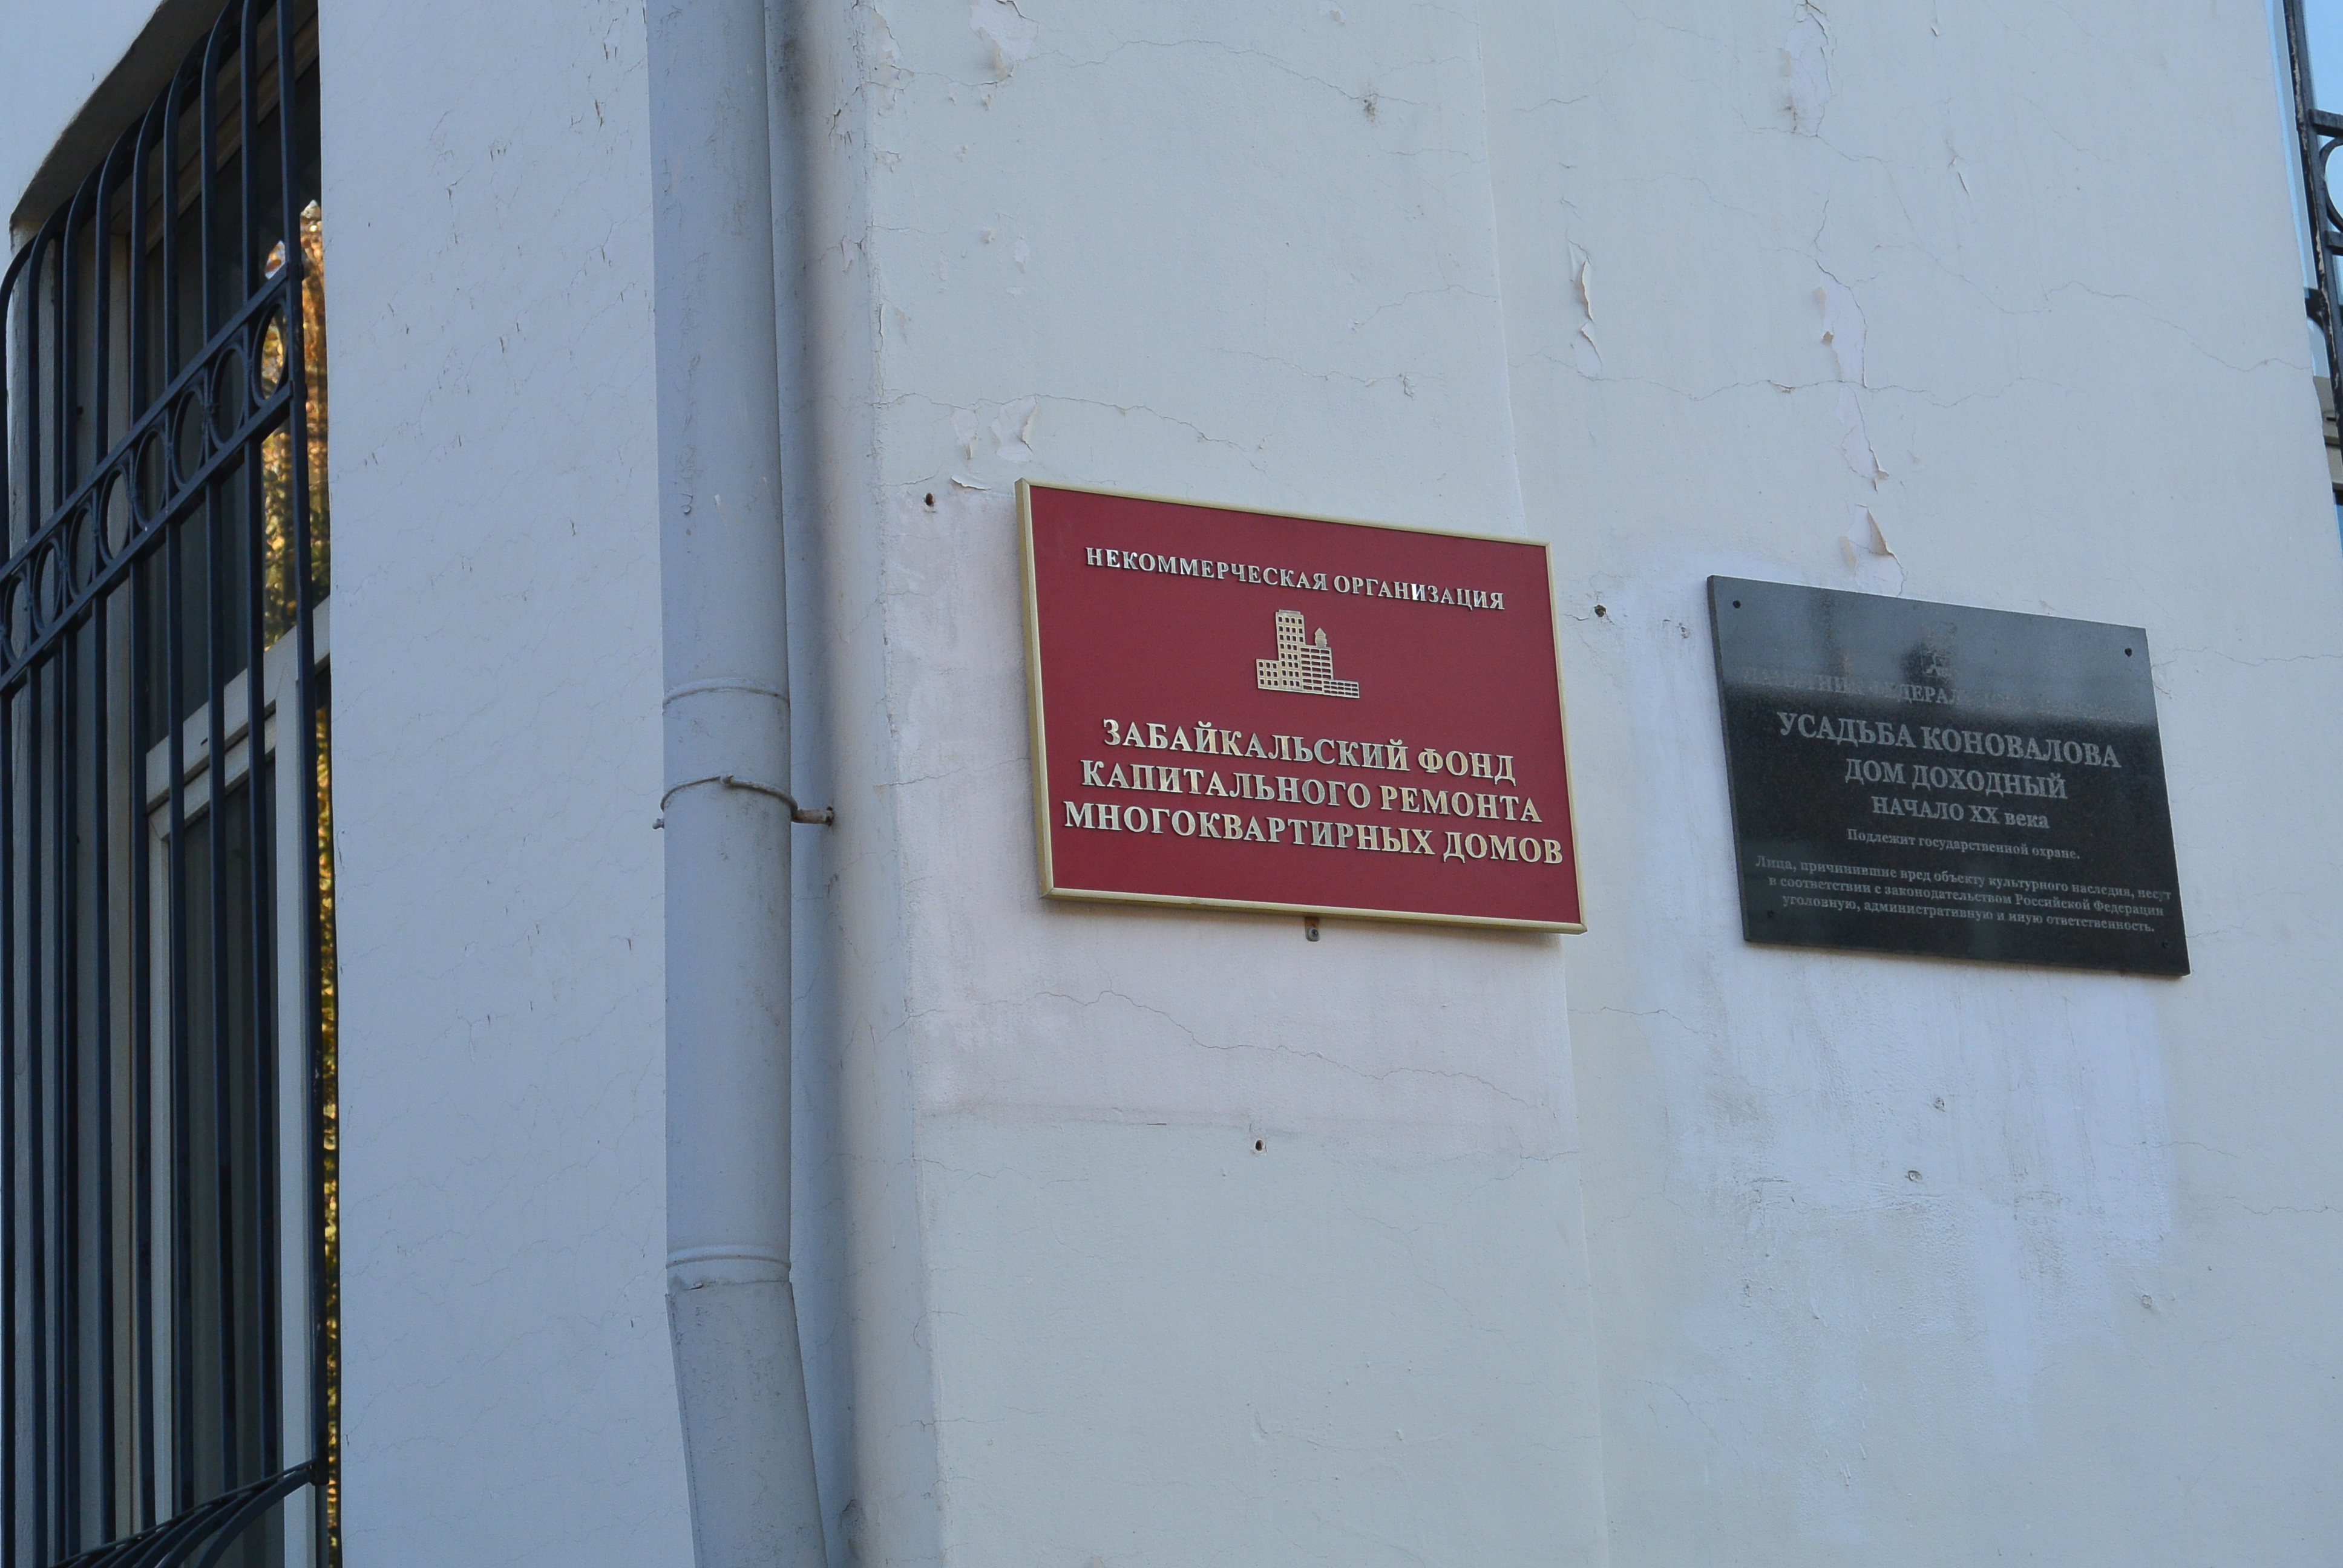 НЕКОММЕРЧЕСКАЯ ОРГАНИЗАЦИЯ
ЗАБАЙКАЛЬСКИЙ ФОНД
КАПИТАЛЬНОГО РЕМОНТА
МНОГОКВАРТИРНЫХ ДОМОВ
ПАМЯТНИК
УСАДЬБА КОНОВАЛОВА
ДОМ ДОХОДНЫЙ
НАЧАЛО XX века
Подлежит государственной охране.
Лица, причинившие вред объекту культурного наследия, несут
в соответствии с законодательством Российской Федерации
уголовную, административную и иную ответственность.